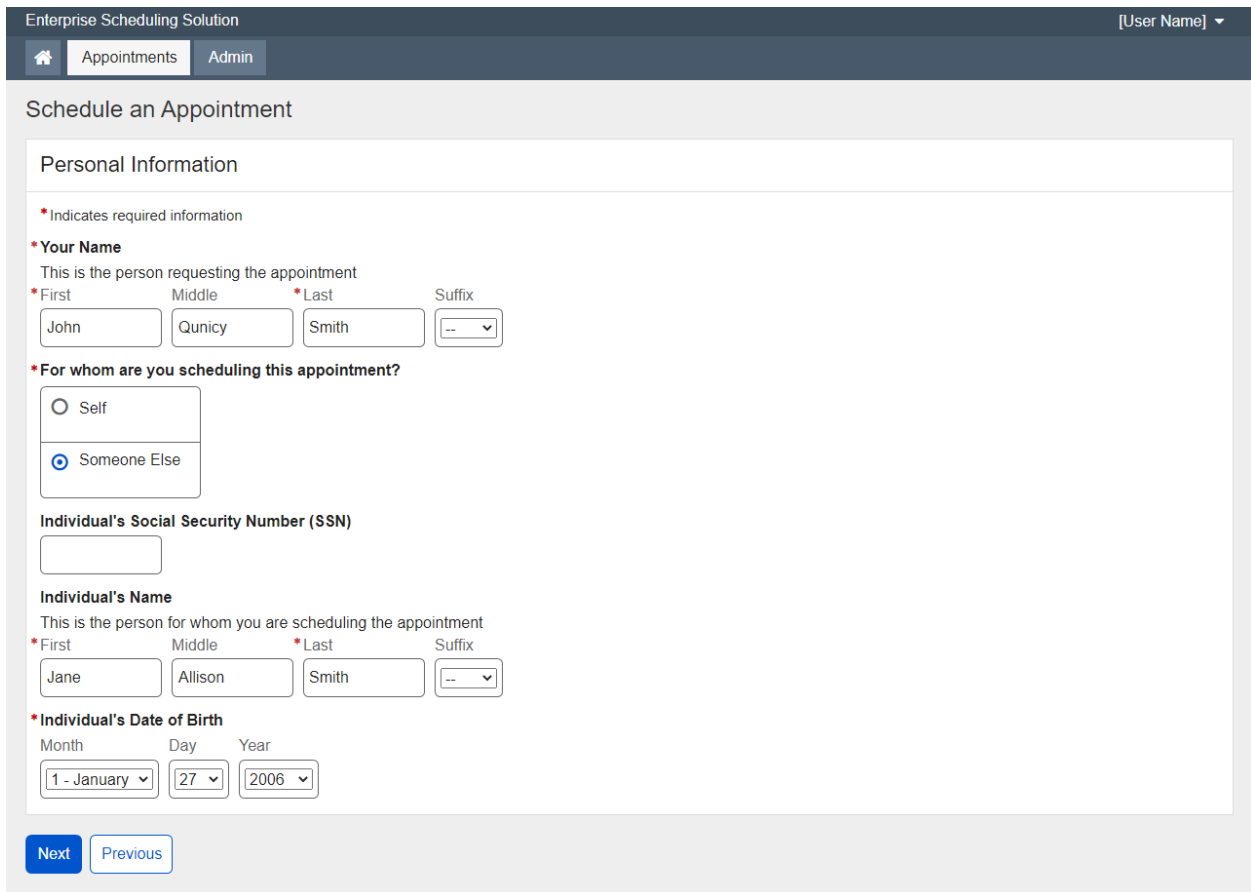 Enterprise Scheduling Solution [User Name]
Appointments Admin
Schedule an Appointment
Personal Information
* Indicates required information
* Your Name
This is the person requesting the appointment
* First Middle * Last Suffix
John Qunicy Smith --
* For whom are you scheduling this appointment?
Self
Someone Else
Individual's Social Security Number (SSN)
Individual's Name
This is the person for whom you are scheduling the appointment
* First Middle * Last Suffix
Jane Allison Smith --
* Individual's Date of Birth
Month Day Year
1 - January 27 2006
Next Previous